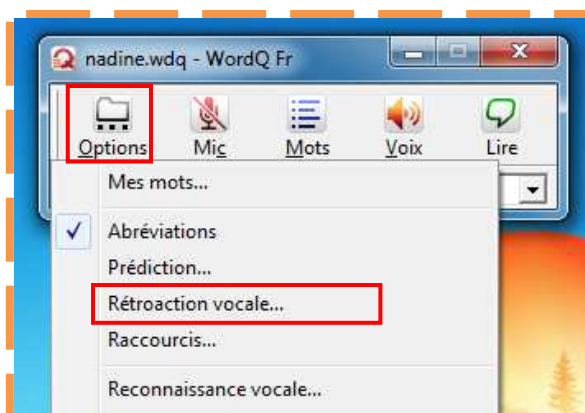 nadine.wdq - WordQ Fr
Options Mic Mots Voix Lire
Mes mots...
Abréviations
Prédiction...
Rétroaction vocale...
Raccourcis...
Reconnaissance vocale...